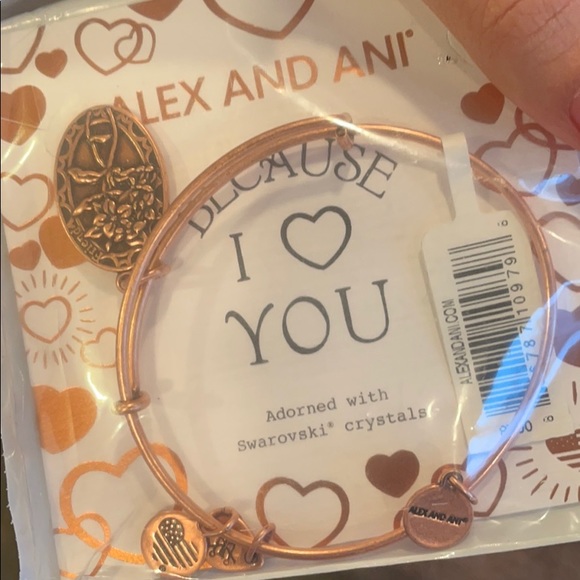 ALEX AND ANI®
BECAUSE
I ♡
YOU
Adorned with
Swarovski® crystals
ALEXANDANI.COM
ALEX AND ANI